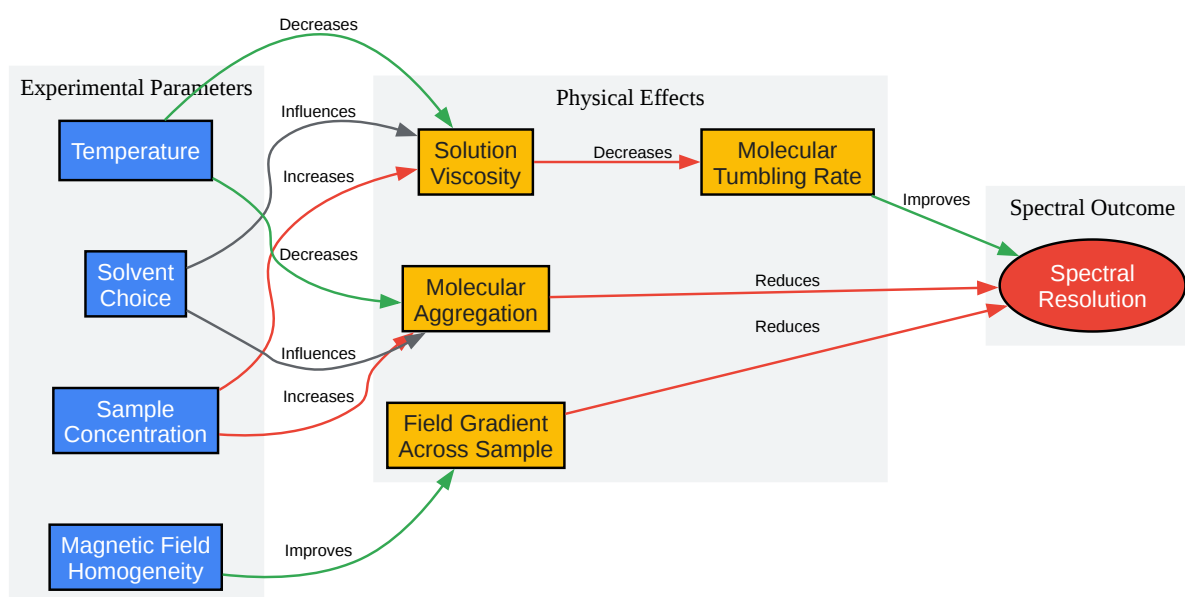 Decreases
Experimental Parameters
Physical Effects
Temperature
Influences
Solution
Viscosity
Decreases
Molecular
Tumbling Rate
Increases
Improves
Spectral Outcome
Solvent
Choice
Decreases
Molecular
Aggregation
Reduces
Spectral
Resolution
Influences
Reduces
Sample
Concentration
Increases
Field Gradient
Across Sample
Magnetic Field
Homogeneity
Improves